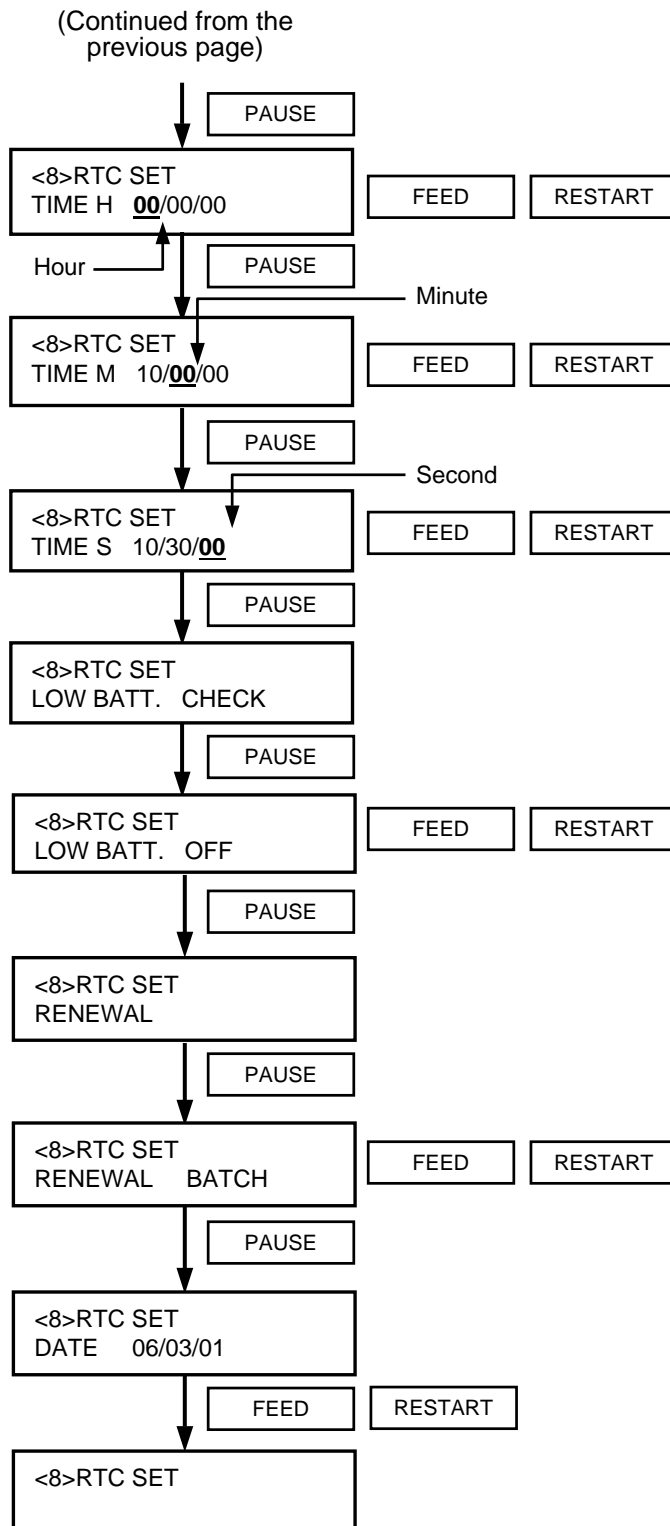 (Continued from the
previous page)
PAUSE
<8>RTC SET
TIME H 00/00/00
FEED
RESTART
Hour
PAUSE
Minute
<8>RTC SET
TIME M 10/00/00
FEED
RESTART
PAUSE
Second
<8>RTC SET
TIME S 10/30/00
FEED
RESTART
PAUSE
<8>RTC SET
LOW BATT. CHECK
PAUSE
<8>RTC SET
LOW BATT. OFF
FEED
RESTART
PAUSE
<8>RTC SET
RENEWAL
PAUSE
<8>RTC SET
RENEWAL BATCH
FEED
RESTART
PAUSE
<8>RTC SET
DATE 06/03/01
FEED
RESTART
<8>RTC SET